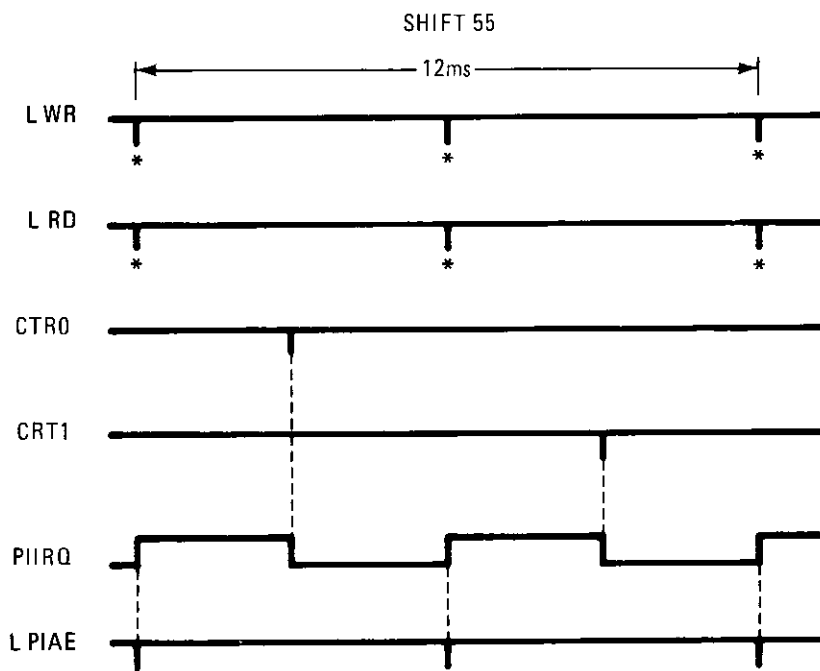 SHIFT 55
12ms
L WR
* * *
L RD
* * *
CTR0
CRT1
PIIRQ
L PIAE